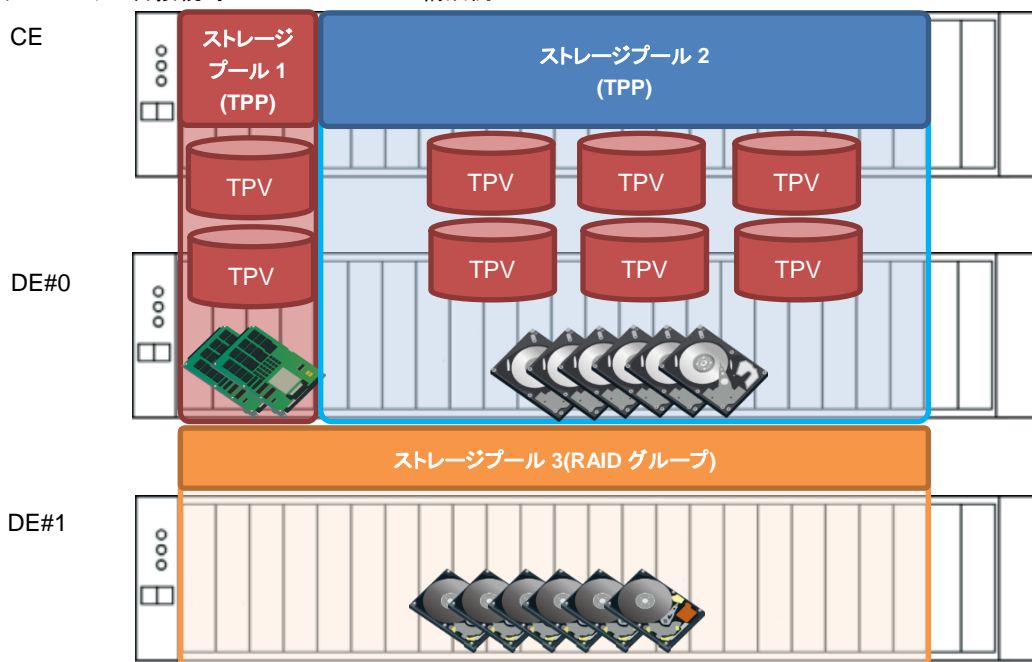 CE
ストレージ
プール 1
(TPP)
ストレージプール 2
(TPP)
TPV
TPV
TPV
TPV
DE#0
TPV
TPV
TPV
TPV
ストレージプール 3(RAID グループ)
DE#1